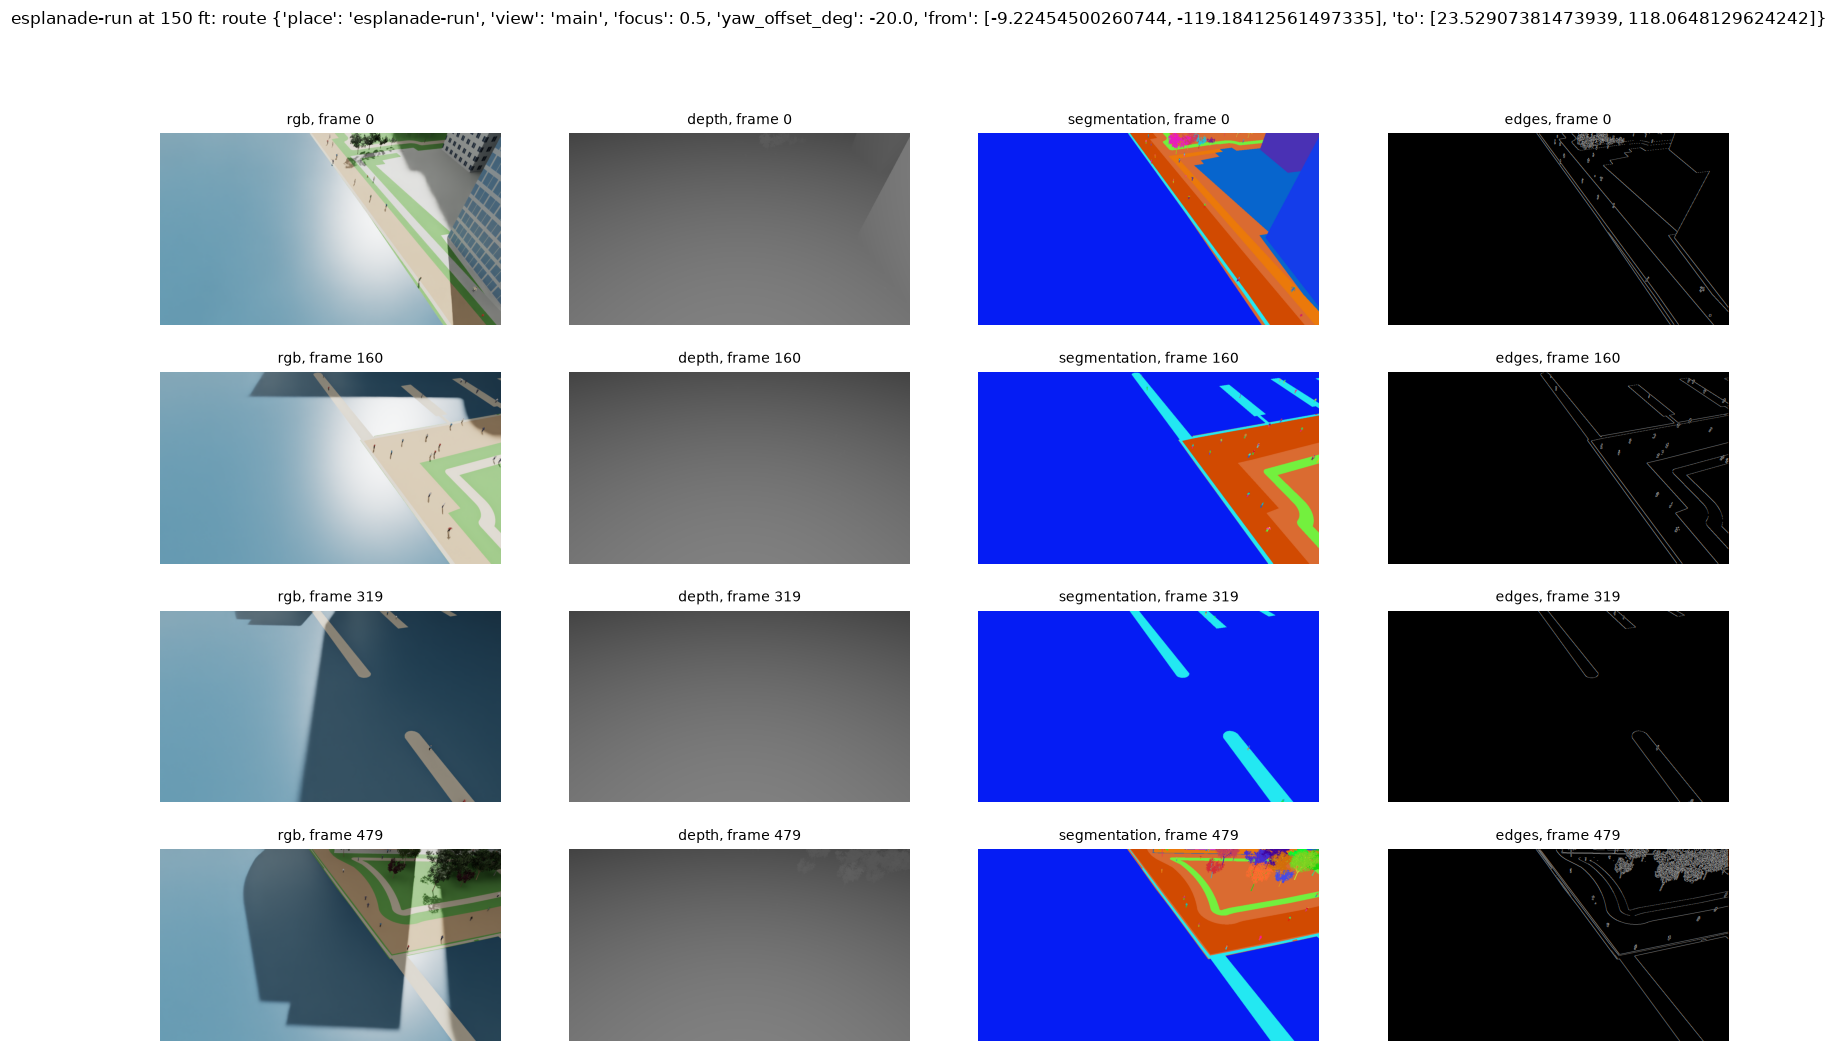 esplanade-run at 150 ft: route {'place': 'esplanade-run', 'view': 'main', 'focus': 0.5, 'yaw_offset_deg': -20.0, 'from': [-9.22454500260744, -119.18412561497335], 'to': [23.52907381473939, 118.0648129624242]}
rgb, frame 0
depth, frame 0
segmentation, frame 0
edges, frame 0
rgb, frame 160
depth, frame 160
segmentation, frame 160
edges, frame 160
rgb, frame 319
depth, frame 319
segmentation, frame 319
edges, frame 319
rgb, frame 479
depth, frame 479
segmentation, frame 479
edges, frame 479